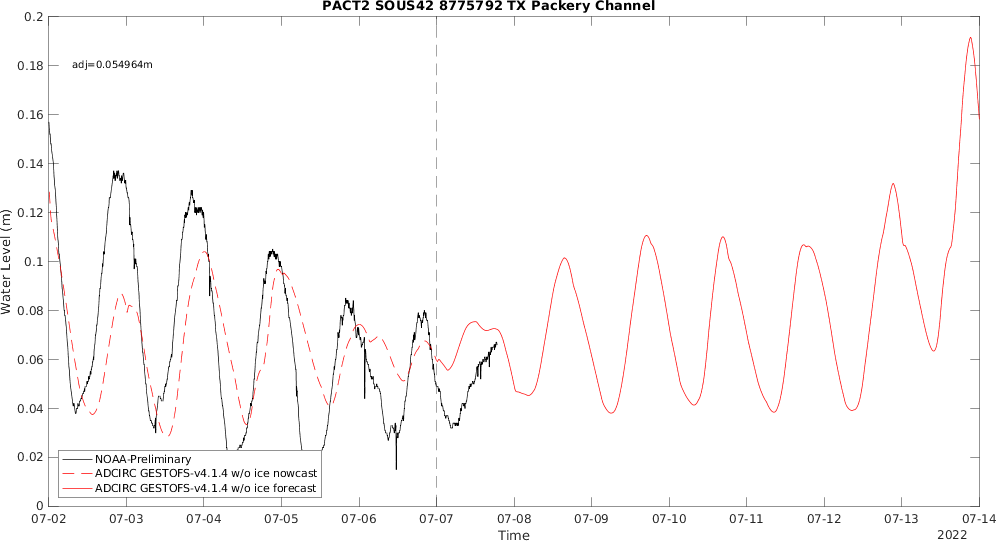 PACT2 SOUS42 8775792 TX Packery Channel
adj=0.054964m
Water Level (m)
0.2
0.18
0.16
0.14
0.12
0.1
0.08
0.06
0.04
0.02
0
NOAA-Preliminary
ADCIRC GESTOFS-v4.1.4 w/o ice nowcast
ADCIRC GESTOFS-v4.1.4 w/o ice forecast
07-02 07-03 07-04 07-05 07-06 07-07 07-08 07-09 07-10 07-11 07-12 07-13 07-14
Time
2022